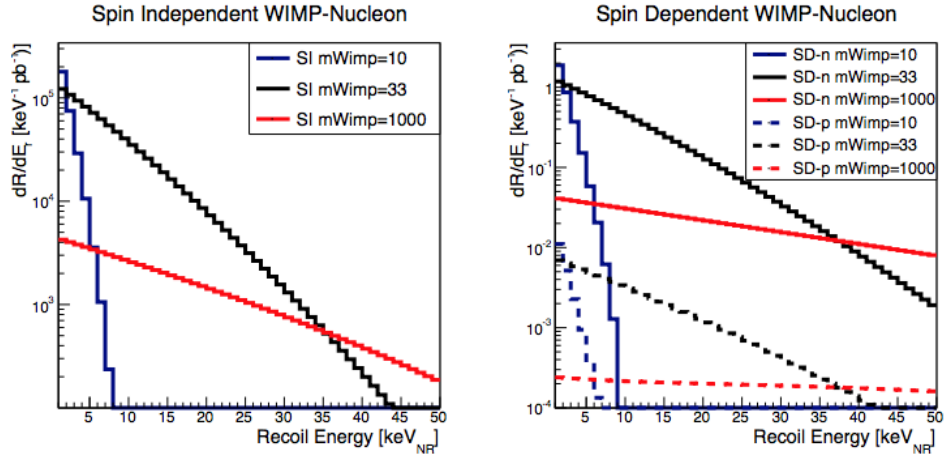 Spin Independent WIMP-Nucleon
dR/dE_r [keV⁻¹ pb⁻¹)]
SI mWimp=10
SI mWimp=33
SI mWimp=1000
10⁵
10⁴
10³
5 10 15 20 25 30 35 40 45 50
Recoil Energy [keV_NR]
Spin Dependent WIMP-Nucleon
dR/dE_r [keV⁻¹ pb⁻¹)]
SD-n mWimp=10
SD-n mWimp=33
SD-n mWimp=1000
SD-p mWimp=10
SD-p mWimp=33
SD-p mWimp=1000
1
10⁻¹
10⁻²
10⁻³
10⁻⁴
5 10 15 20 25 30 35 40 45 50
Recoil Energy [keV_NR]